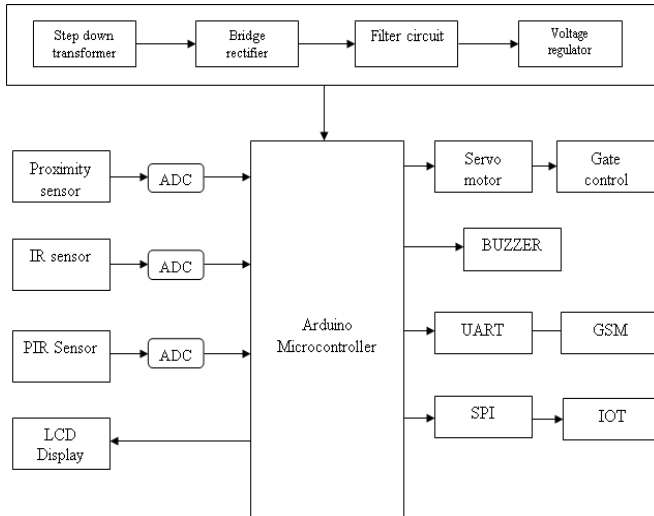 Step down
transformer
Bridge
rectifier
Filter circuit
Voltage
regulator
Proximity
sensor
ADC
IR sensor
ADC
PIR Sensor
ADC
LCD
Display
Arduino
Microcontroller
Servo
motor
Gate
control
BUZZER
UART
GSM
SPI
IOT